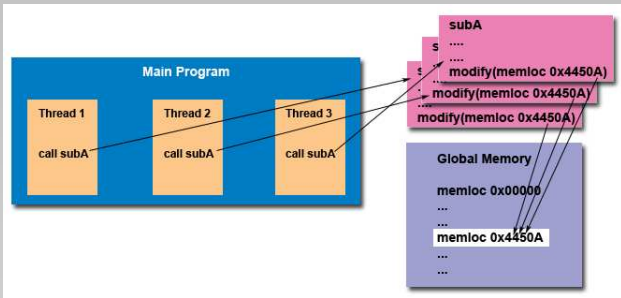 Main Program
Thread 1
call subA
Thread 2
call subA
Thread 3
call subA
subA
....
....
modify(memloc 0x4450A)
s
...
modify(memloc 0x4450A)
s
....
modify(memloc 0x4450A)
Global Memory
memloc 0x00000
...
...
memloc 0x4450A
...
...